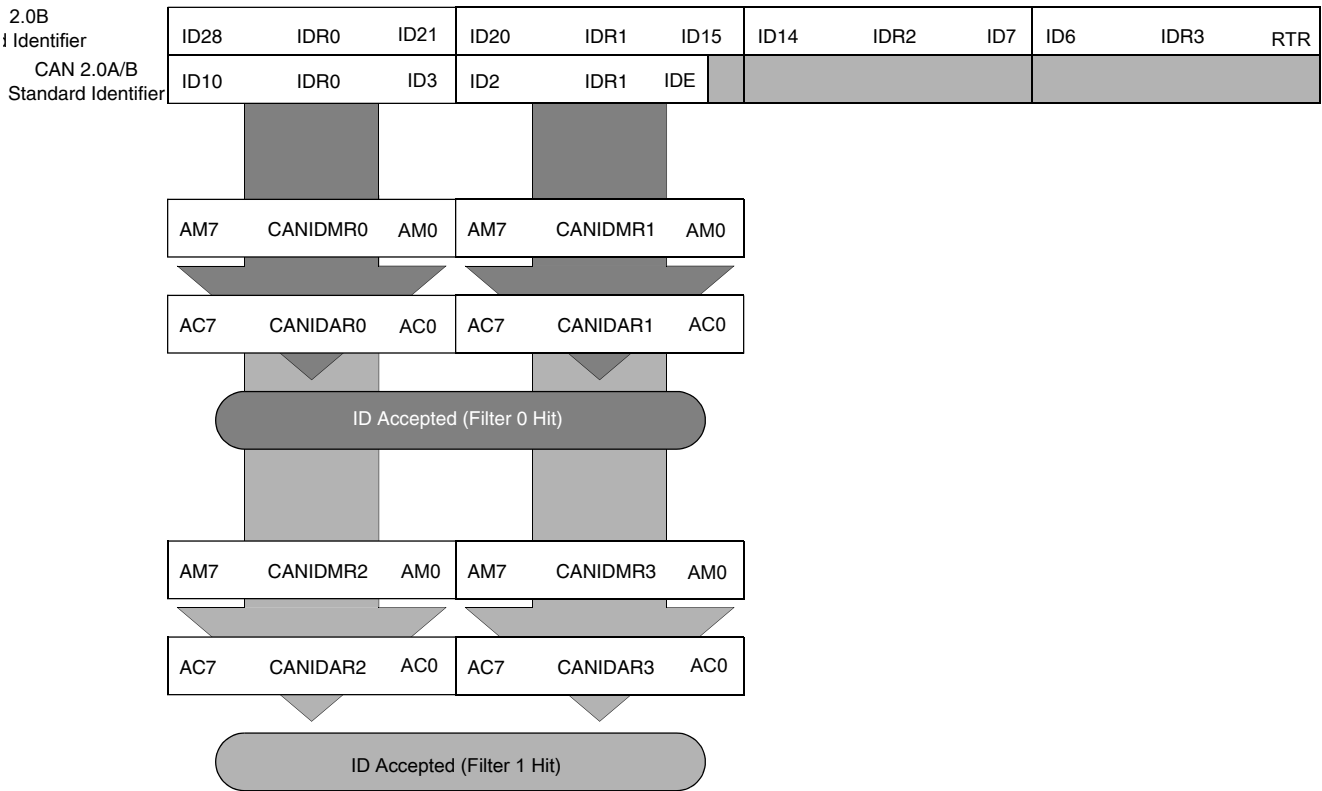 2.0B
Identifier
ID28 IDR0 ID21 ID20 IDR1 ID15 ID14 IDR2 ID7 ID6 IDR3 RTR
CAN 2.0A/B
Standard Identifier
ID10 IDR0 ID3 ID2 IDR1 IDE
AM7 CANIDMR0 AM0 AM7 CANIDMR1 AM0
AC7 CANIDAR0 AC0 AC7 CANIDAR1 AC0
ID Accepted (Filter 0 Hit)
AM7 CANIDMR2 AM0 AM7 CANIDMR3 AM0
AC7 CANIDAR2 AC0 AC7 CANIDAR3 AC0
ID Accepted (Filter 1 Hit)